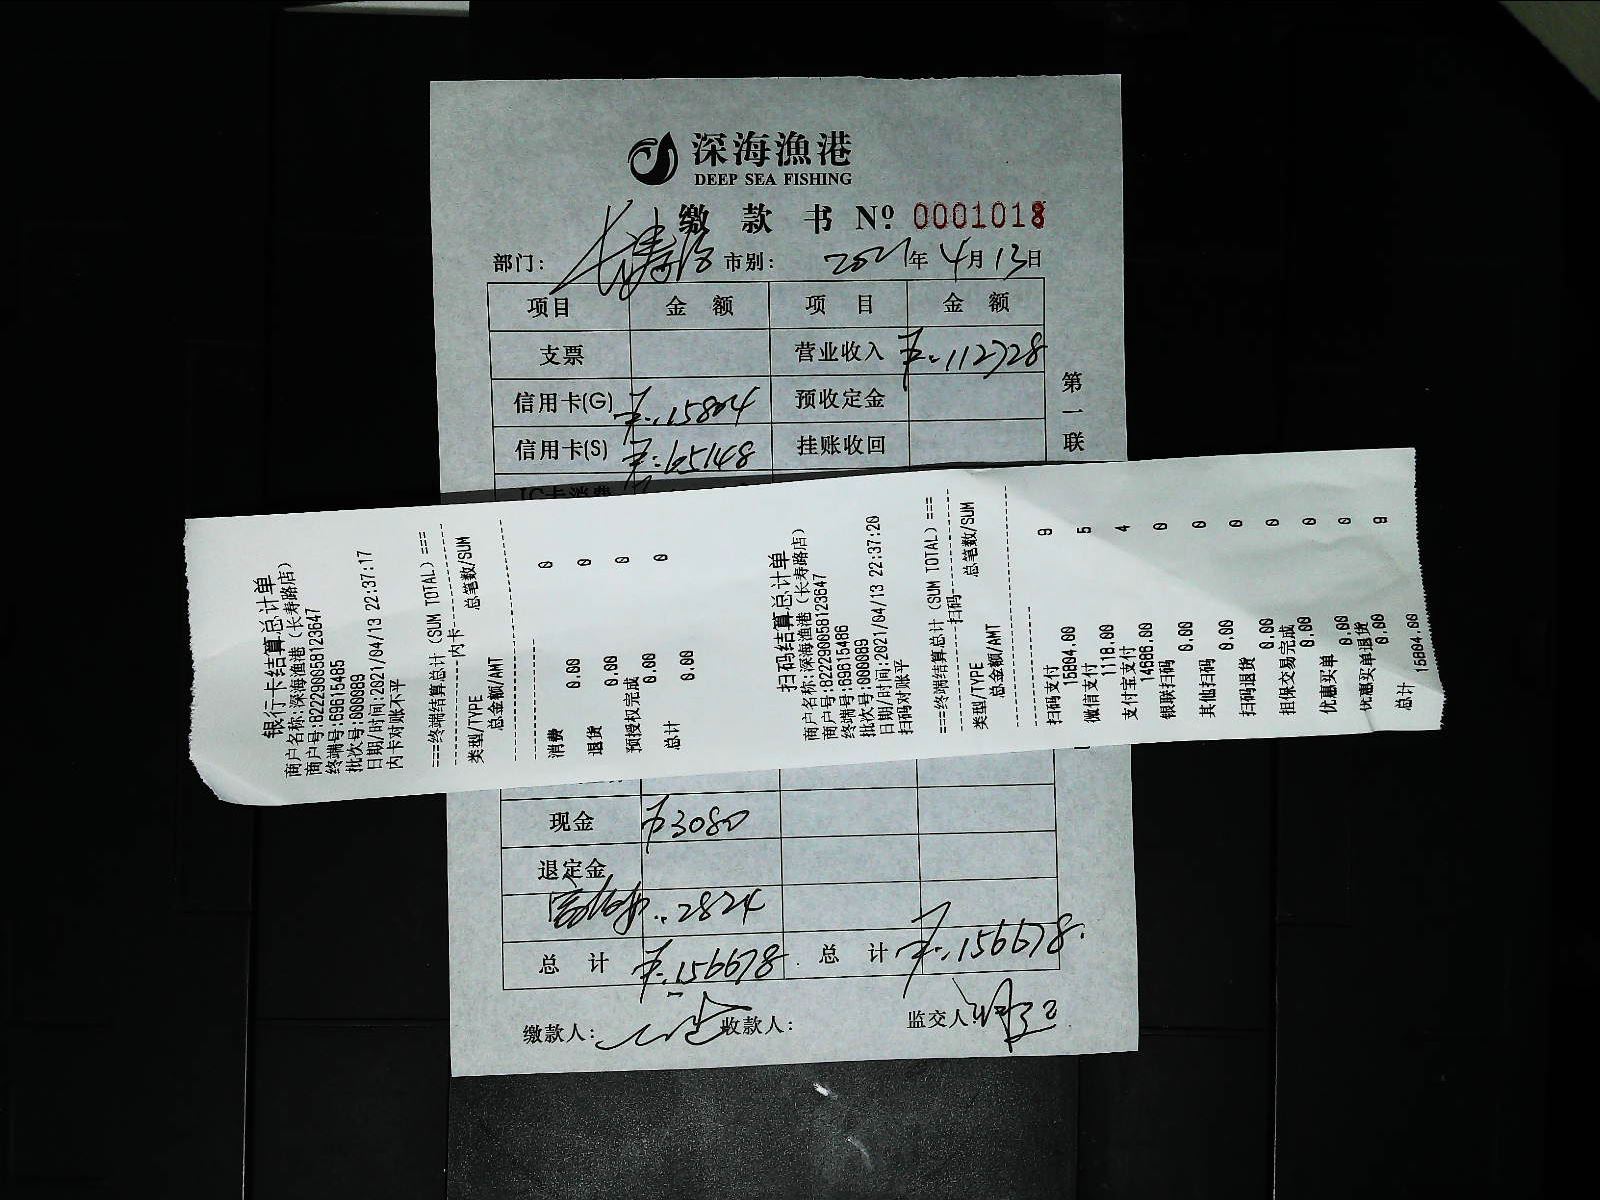 深海漁港
DEEP SEA FISHING
缴 款 书 Nº: 0001018
部门: 长寿路 市别: 2021年4月13日
项目 金 额 项 目 金 额
支票 营业收入 ¥:112728
信用卡(G) ¥:15804 预收定金
信用卡(S) ¥:65148 挂账收回
第一联
银行卡结算总计单
商户名称:深海渔港（长寿路店）
商户号:822290058123647
终端号:69615485
批次号:000089
日期/时间:2021/04/13 22:37:17
内卡对账不平
===终端结算总计（SUM TOTAL）===
----------内卡----------
类型/TYPE 总笔数/SUM
总金额/AMT
消费 0
0.00
退货 0
0.00
预授权完成 0
0.00
总计 0
0.00
扫码结算总计单
商户名称:深海渔港（长寿路店）
商户号:822290058123647
终端号:69615486
批次号:000089
日期/时间:2021/04/13 22:37:20
扫码对账平
===终端结算总计（SUM TOTAL）===
----------扫码----------
类型/TYPE 总笔数/SUM
总金额/AMT
扫码支付 9
15804.00
微信支付 5
1118.00
支付宝支付 4
14686.00
银联扫码 0
0.00
其他扫码 0
0.00
扫码退货 0
0.00
担保交易完成 0
0.00
优惠买单 0
0.00
优惠买单退货 0
0.00
总计 9
15804.00
现金 ¥3080
退定金
2824
总 计 ¥:156678 总 计 ¥:156678.
缴款人: 收款人: 监交人: